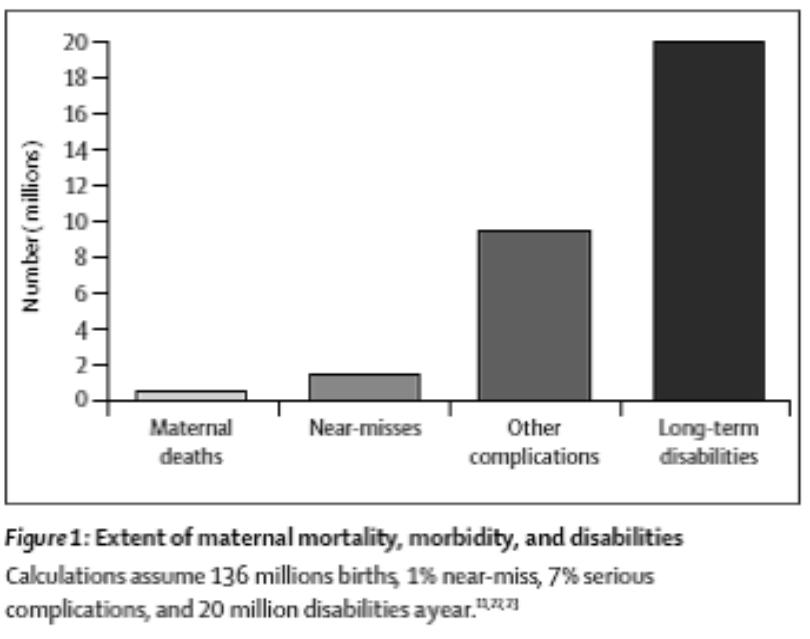 Number ( millions)
20
18
16
14
12
10
8
6
4
2
0
Maternal
deaths
Near-misses
Other
complications
Long-term
disabilities
Figure 1: Extent of maternal mortality, morbidity, and disabilities
Calculations assume 136 millions births, 1% near-miss, 7% serious
complications, and 20 million disabilities a year.